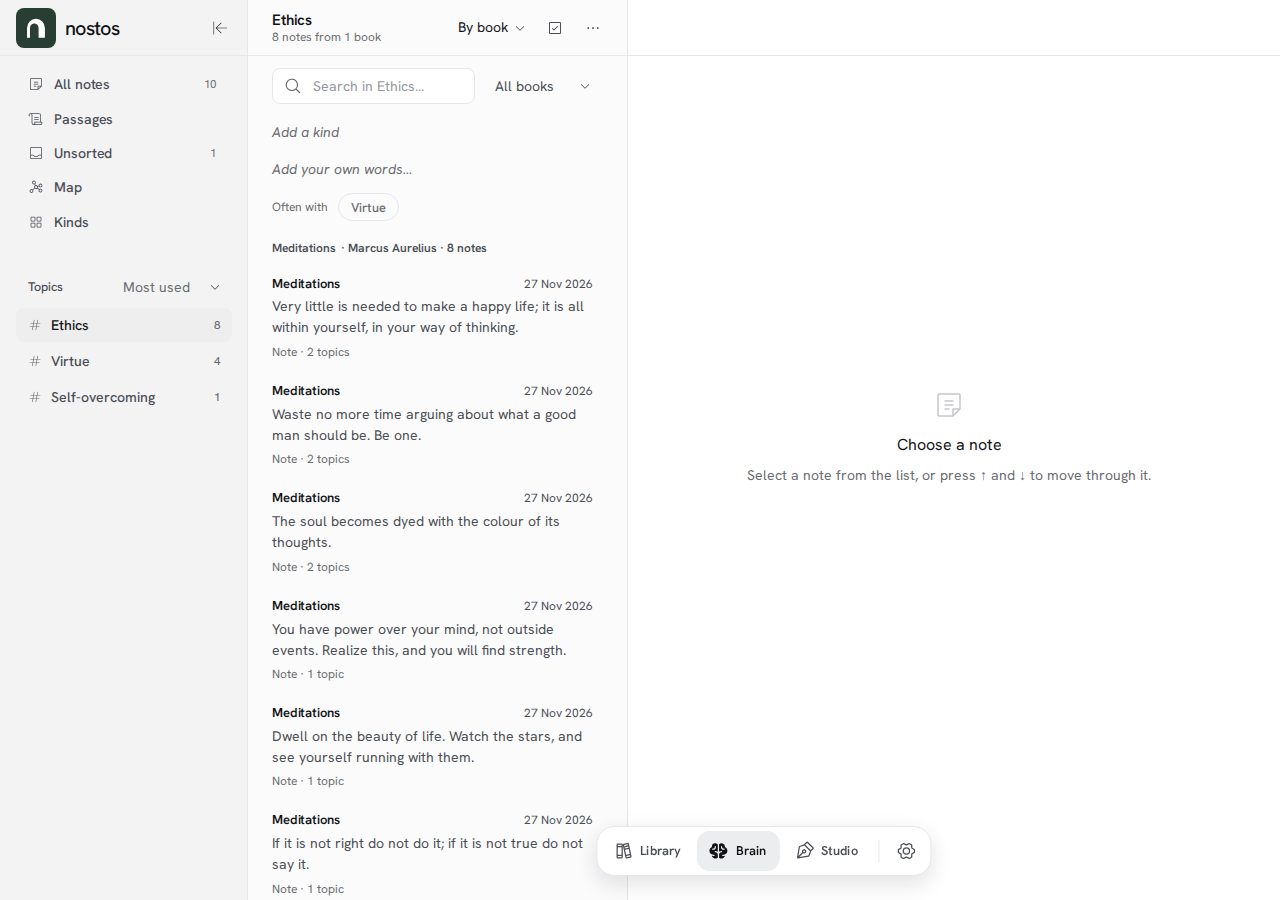 nostos
All notes 10
Passages
Unsorted 1
Map
Kinds
Topics Most used
# Ethics 8
# Virtue 4
# Self-overcoming 1
Ethics
8 notes from 1 book
By book
Search in Ethics...
All books
Add a kind
Add your own words...
Often with Virtue
Meditations · Marcus Aurelius · 8 notes
Meditations 27 Nov 2026
Very little is needed to make a happy life; it is all
within yourself, in your way of thinking.
Note · 2 topics
Meditations 27 Nov 2026
Waste no more time arguing about what a good
man should be. Be one.
Note · 2 topics
Meditations 27 Nov 2026
The soul becomes dyed with the colour of its
thoughts.
Note · 2 topics
Meditations 27 Nov 2026
You have power over your mind, not outside
events. Realize this, and you will find strength.
Note · 1 topic
Meditations 27 Nov 2026
Dwell on the beauty of life. Watch the stars, and
see yourself running with them.
Note · 1 topic
Meditations 27 Nov 2026
If it is not right do not do it; if it is not true do not
say it.
Note · 1 topic
Choose a note
Select a note from the list, or press ↑ and ↓ to move through it.
Library Brain Studio